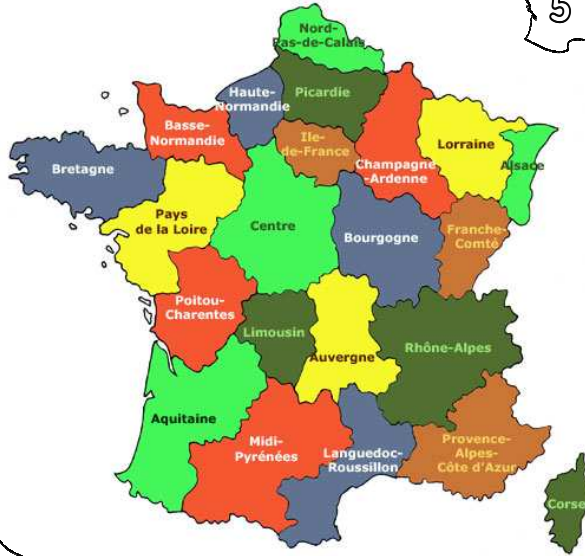 5
Nord-
Pas-de-Calais
Haute-
Normandie
Picardie
Basse-
Normandie
Ile-
de-France
Champagne
-Ardenne
Lorraine
Alsace
Bretagne
Pays
de la Loire
Centre
Bourgogne
Franche-
Comté
Poitou-
Charentes
Limousin
Auvergne
Rhône-Alpes
Aquitaine
Midi-
Pyrénées
Languedoc-
Roussillon
Provence-
Alpes-
Côte d'Azur
Corse